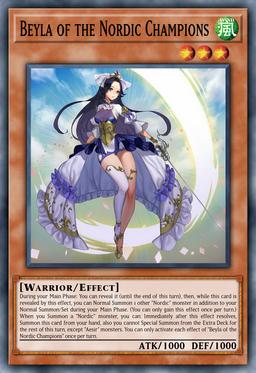 Beyla of the Nordic Champions
嵐
[Warrior/Effect]
During your Main Phase: You can reveal it (until the end of this turn), then, while this card is
revealed by this effect, you can Normal Summon 1 other "Nordic" monster in addition to your
Normal Summon/Set during your Main Phase. (You can only gain this effect once per turn.)
When you Summon a "Nordic" monster, you can: Immediately after this effect resolves,
Summon this card from your hand, also you cannot Special Summon from the Extra Deck for
the rest of this turn, except "Aesir" monsters. You can only activate each effect of "Beyla of the
Nordic Champions" once per turn.
ATK/1000 DEF/1000